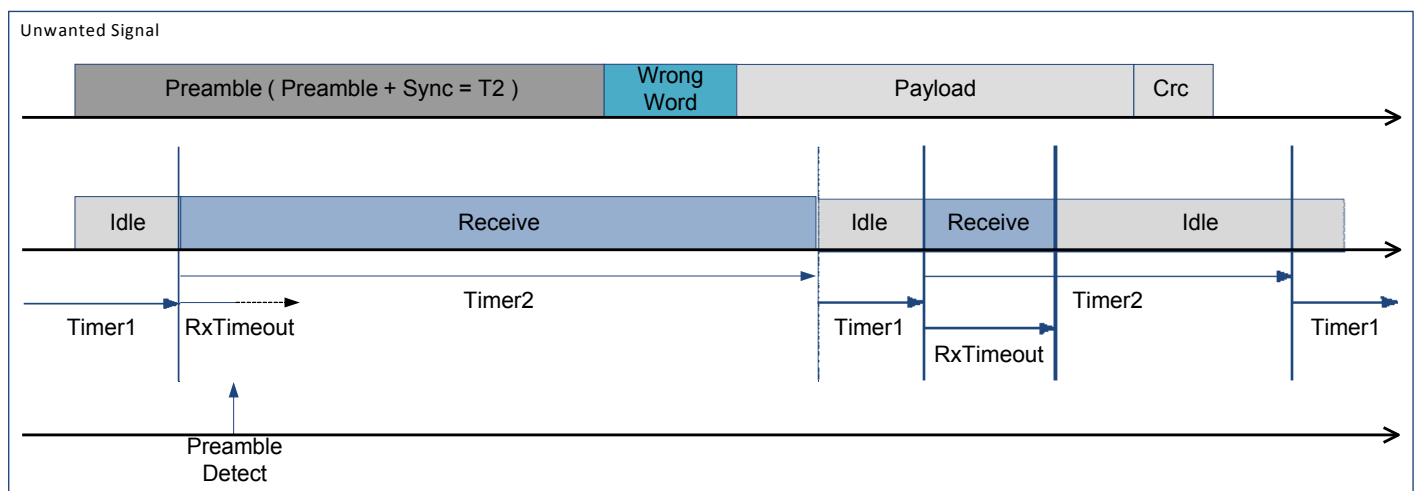 Unwanted Signal
Preamble ( Preamble + Sync = T2 )
Wrong
Word
Payload
Crc
Idle
Receive
Idle
Receive
Idle
Timer2
Timer2
Timer1
RxTimeout
Timer1
RxTimeout
Timer1
Preamble
Detect